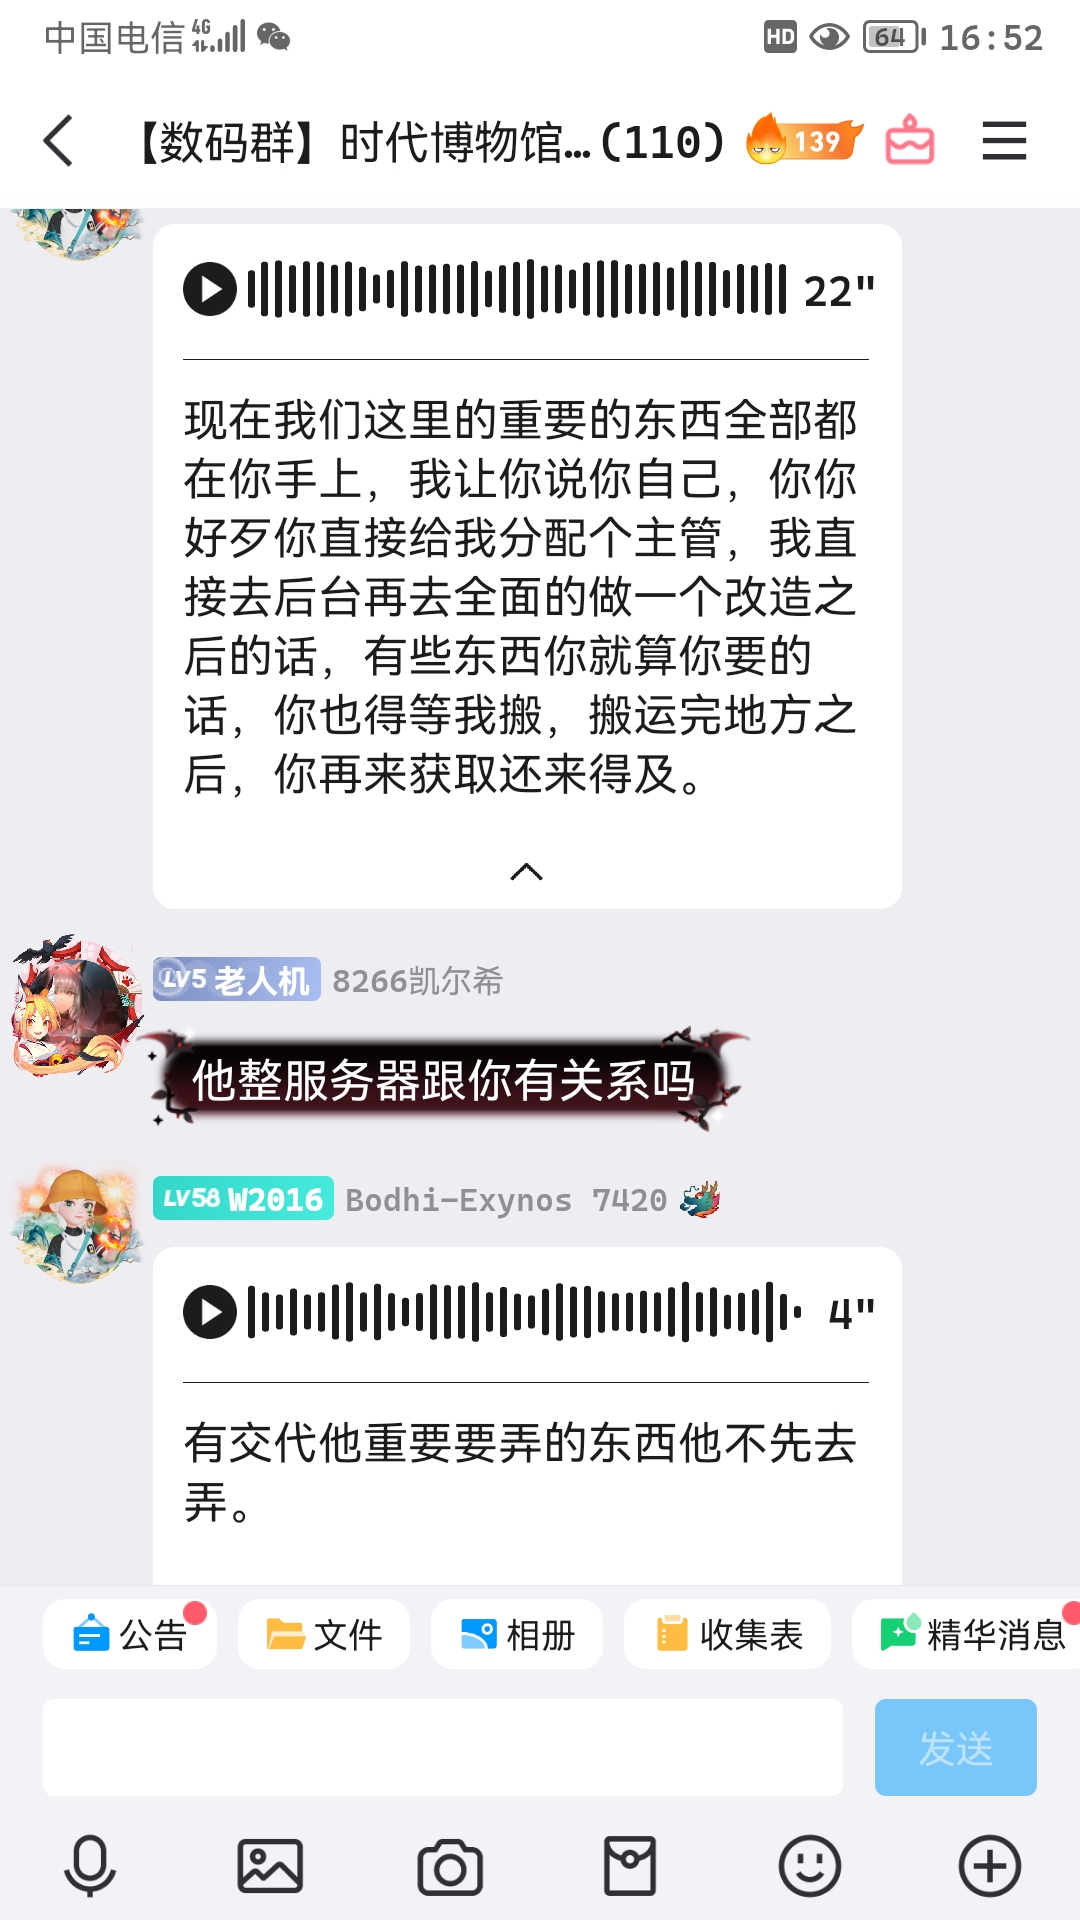 中国电信 4G HD 64 16:52
【数码群】时代博物馆…(110) 139
22"
现在我们这里的重要的东西全部都
在你手上，我让你说你自己，你你
好歹你直接给我分配个主管，我直
接去后台再去全面的做一个改造之
后的话，有些东西你就算你要的
话，你也得等我搬，搬运完地方之
后，你再来获取还来得及。
LV5 老人机 8266凯尔希
他整服务器跟你有关系吗
LV58 W2016 Bodhi-Exynos 7420
4"
有交代他重要要弄的东西他不先去
弄。
公告 文件 相册 收集表 精华消息
发送